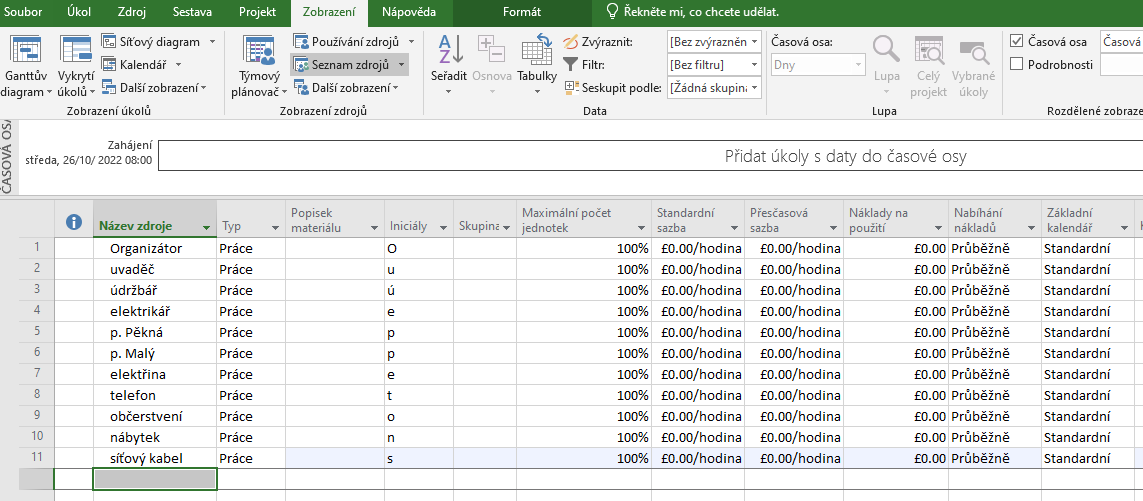 Soubor Úkol Zdroj Sestava Projekt Zobrazení Nápověda Formát Řekněte mi, co chcete udělat.
Ganttův diagram
Vykrytí úkolů
Síťový diagram
Kalendář
Další zobrazení
Zobrazení úkolů
Týmový plánovač
Používání zdrojů
Seznam zdrojů
Další zobrazení
Zobrazení zdrojů
Seřadit
Osnova
Tabulky
Zvýraznit: [Bez zvýrazněn
Filtr: [Bez filtru]
Seskupit podle: [Žádná skupina
Data
Časová osa:
Dny
Lupa
Celý projekt
Vybrané úkoly
Lupa
Časová osa Časová
Podrobnosti
Rozdělené zobraze
ČASOVÁ OSA
Zahájení
středa, 26/10/ 2022 08:00
Přidat úkoly s daty do časové osy
Název zdroje Typ Popisek materiálu Iniciály Skupina Maximální počet jednotek Standardní sazba Přesčasová sazba Náklady na použití Nabíhání nákladů Základní kalendář
1 Organizátor Práce O 100% £0.00/hodina £0.00/hodina £0.00 Průběžně Standardní
2 uvaděč Práce u 100% £0.00/hodina £0.00/hodina £0.00 Průběžně Standardní
3 údržbář Práce ú 100% £0.00/hodina £0.00/hodina £0.00 Průběžně Standardní
4 elektrikář Práce e 100% £0.00/hodina £0.00/hodina £0.00 Průběžně Standardní
5 p. Pěkná Práce p 100% £0.00/hodina £0.00/hodina £0.00 Průběžně Standardní
6 p. Malý Práce p 100% £0.00/hodina £0.00/hodina £0.00 Průběžně Standardní
7 elektřina Práce e 100% £0.00/hodina £0.00/hodina £0.00 Průběžně Standardní
8 telefon Práce t 100% £0.00/hodina £0.00/hodina £0.00 Průběžně Standardní
9 občerstvení Práce o 100% £0.00/hodina £0.00/hodina £0.00 Průběžně Standardní
10 nábytek Práce n 100% £0.00/hodina £0.00/hodina £0.00 Průběžně Standardní
11 síťový kabel Práce s 100% £0.00/hodina £0.00/hodina £0.00 Průběžně Standardní